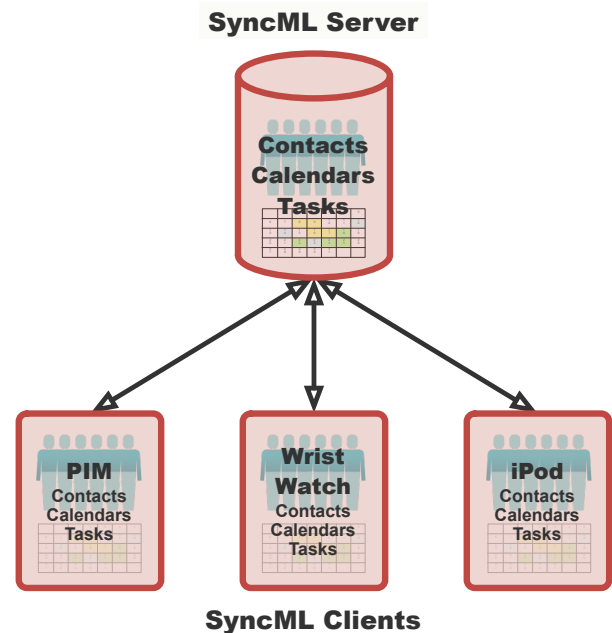 SyncML Server
Contacts
Calendars
Tasks
PIM
Contacts
Calendars
Tasks
Wrist
Watch
Contacts
Calendars
Tasks
iPod
Contacts
Calendars
Tasks
SyncML Clients